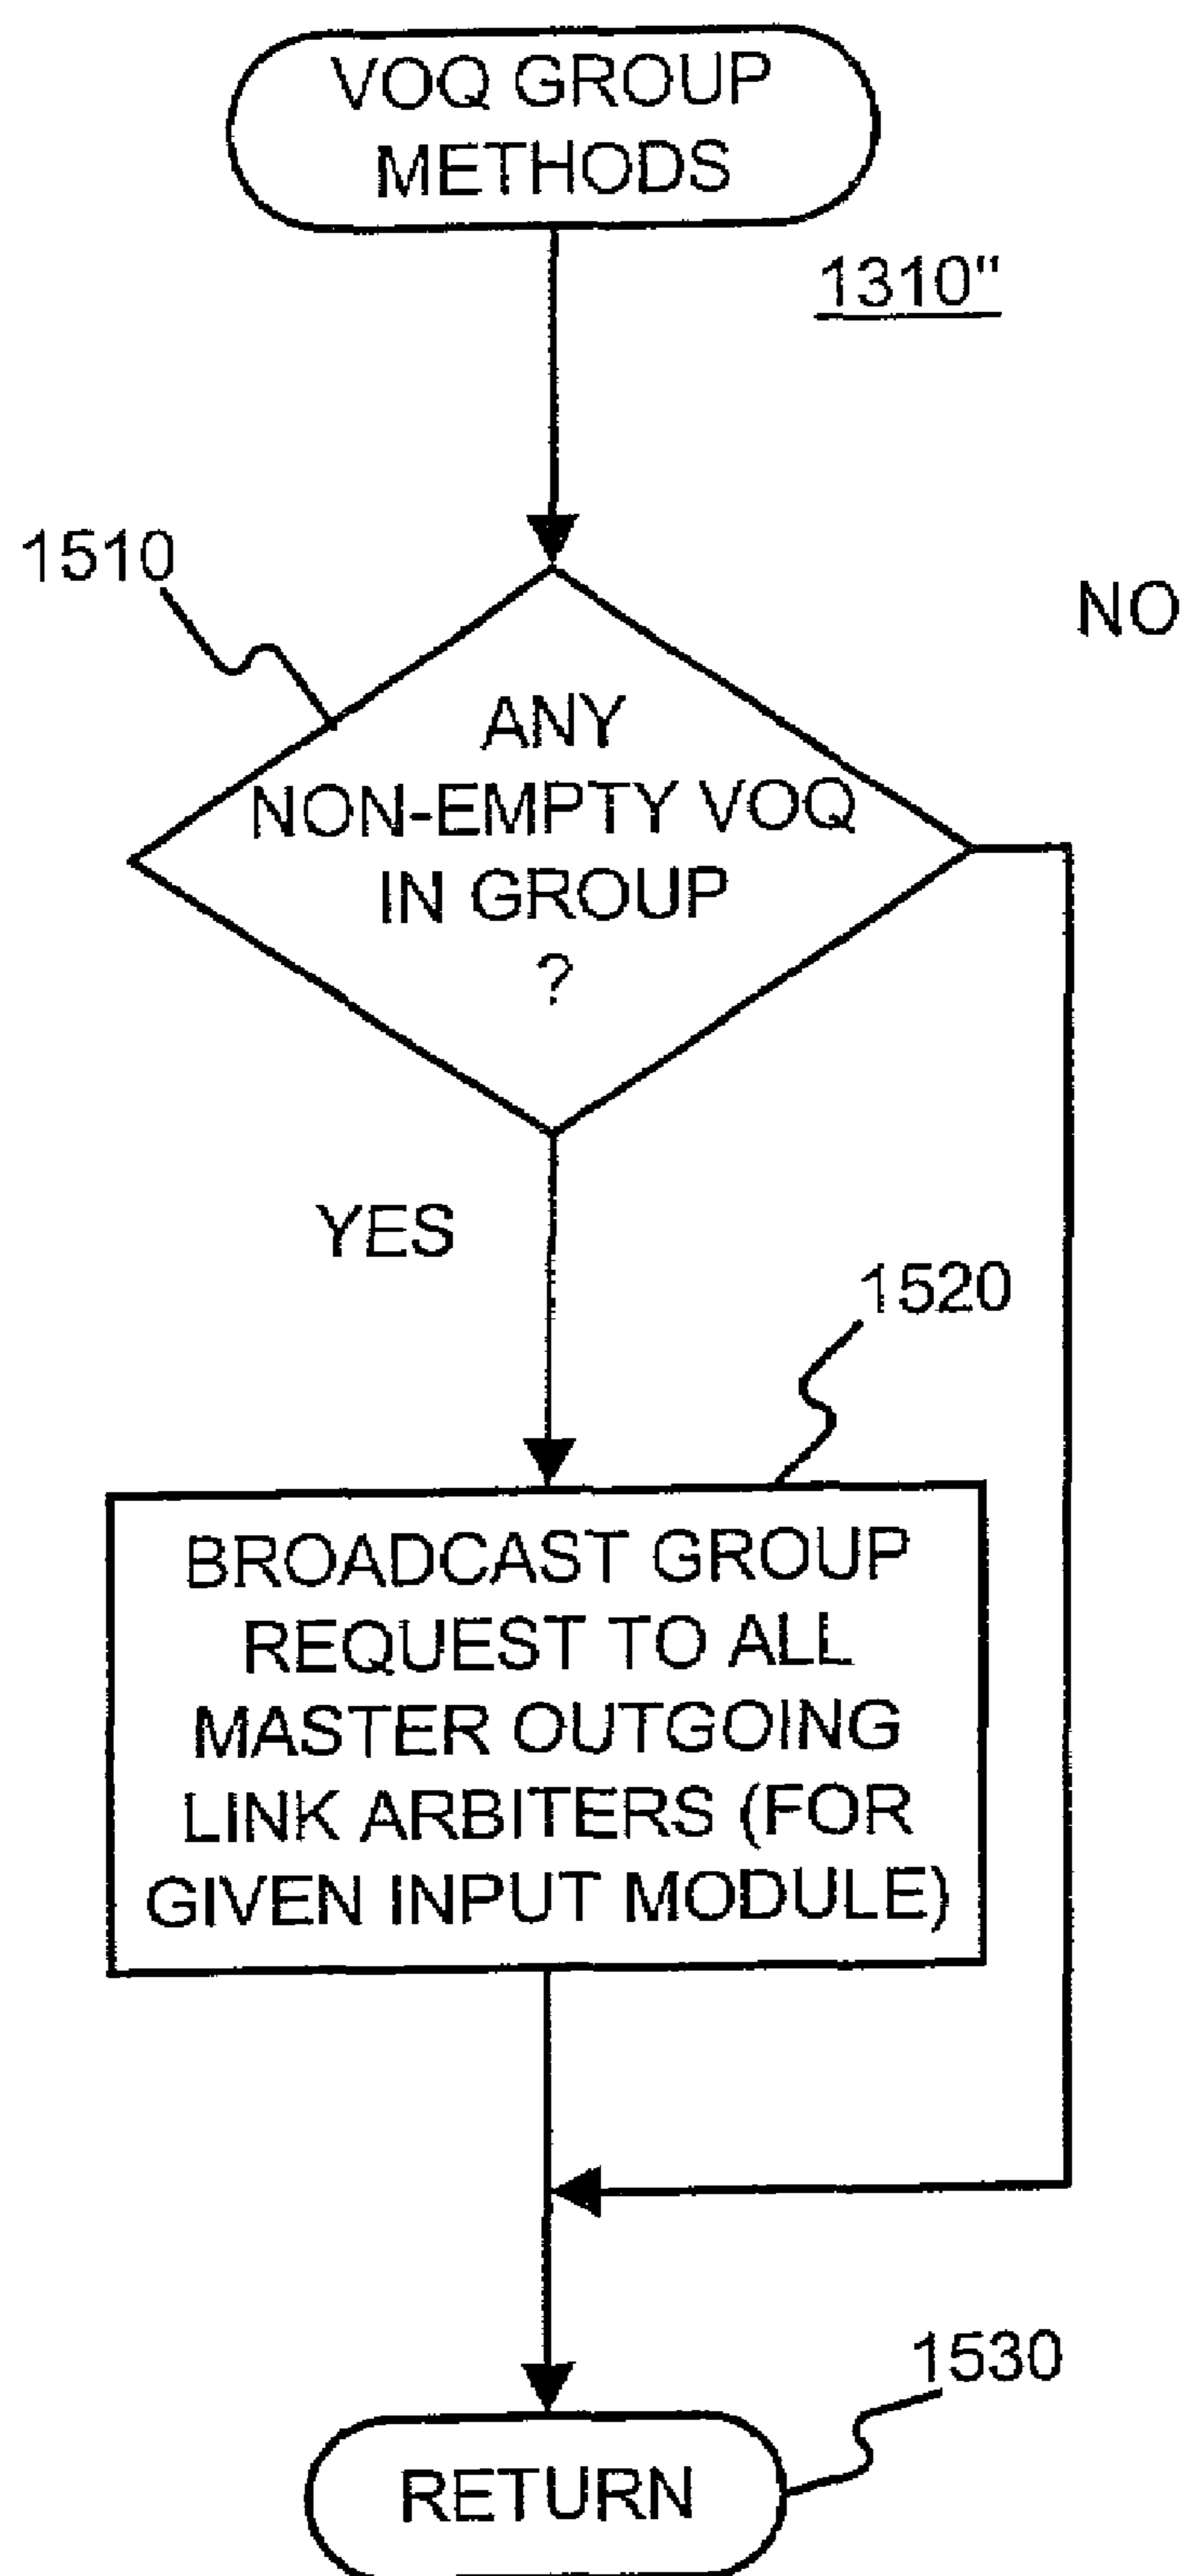 VOQ GROUP
METHODS
1310"
1510
NO
ANY
NON-EMPTY VOQ
IN GROUP
?
YES
1520
BROADCAST GROUP
REQUEST TO ALL
MASTER OUTGOING
LINK ARBITERS (FOR
GIVEN INPUT MODULE)
1530
RETURN